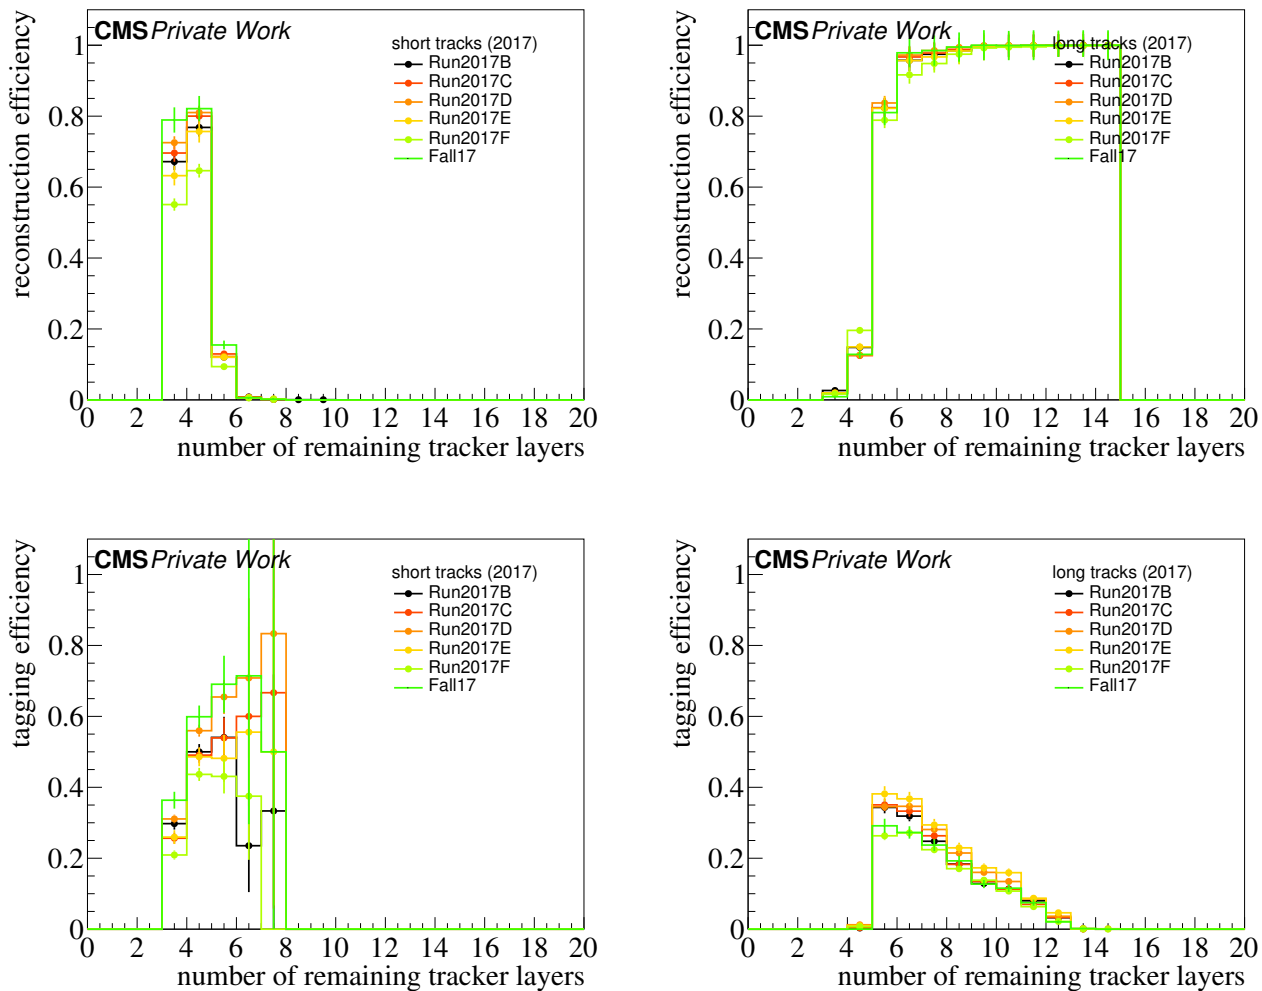 CMS Private Work
short tracks (2017)
Run2017B
Run2017C
Run2017D
Run2017E
Run2017F
Fall17
reconstruction efficiency
1
0.8
0.6
0.4
0.2
0
0 2 4 6 8 10 12 14 16 18 20
number of remaining tracker layers
CMS Private Work
long tracks (2017)
Run2017B
Run2017C
Run2017D
Run2017E
Run2017F
Fall17
reconstruction efficiency
1
0.8
0.6
0.4
0.2
0
0 2 4 6 8 10 12 14 16 18 20
number of remaining tracker layers
CMS Private Work
short tracks (2017)
Run2017B
Run2017C
Run2017D
Run2017E
Run2017F
Fall17
tagging efficiency
1
0.8
0.6
0.4
0.2
0
0 2 4 6 8 10 12 14 16 18 20
number of remaining tracker layers
CMS Private Work
long tracks (2017)
Run2017B
Run2017C
Run2017D
Run2017E
Run2017F
Fall17
tagging efficiency
1
0.8
0.6
0.4
0.2
0
0 2 4 6 8 10 12 14 16 18 20
number of remaining tracker layers